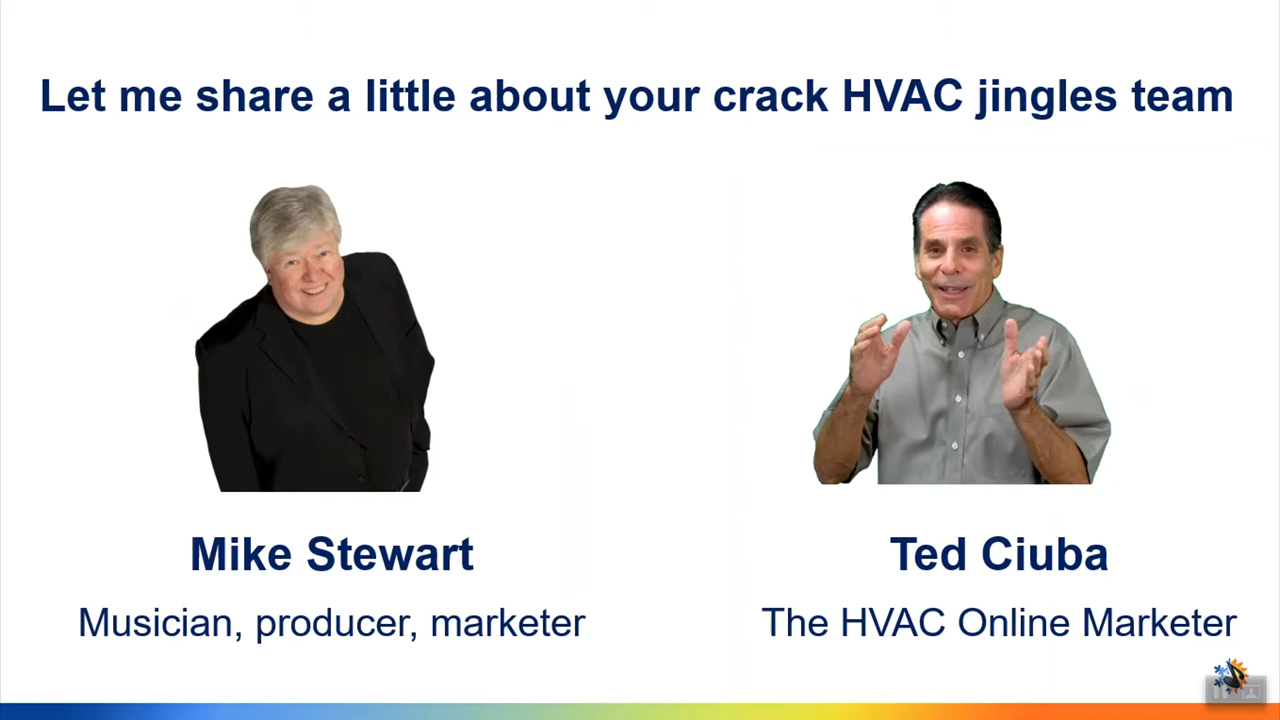 Let me share a little about your crack HVAC jingles team
Mike Stewart
Ted Ciuba
Musician, producer, marketer
The HVAC Online Marketer